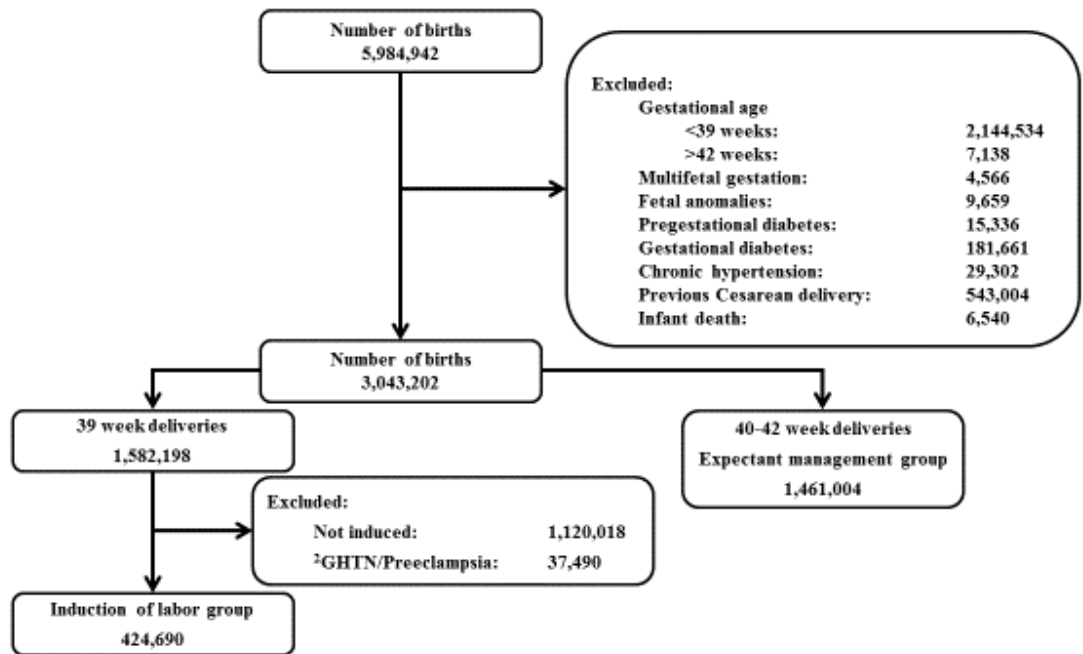 Number of births
5,984,942
Excluded:
Gestational age
<39 weeks: 2,144,534
>42 weeks: 7,138
Multifetal gestation: 4,566
Fetal anomalies: 9,659
Pregestational diabetes: 15,336
Gestational diabetes: 181,661
Chronic hypertension: 29,302
Previous Cesarean delivery: 543,004
Infant death: 6,540
Number of births
3,043,202
39 week deliveries
1,582,198
40-42 week deliveries
Expectant management group
1,461,004
Excluded:
Not induced: 1,120,018
²GHTN/Preeclampsia: 37,490
Induction of labor group
424,690